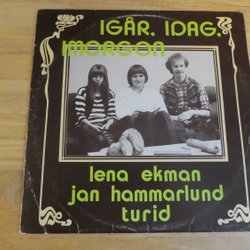 IGÅR, IDAG,
IMORGON
lena ekman
jan hammarlund
turid